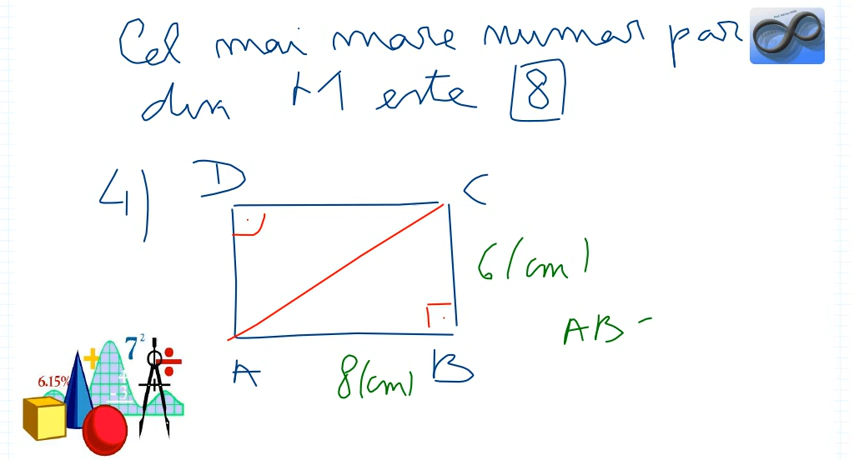 Cel mai mare numar par
din M este 8
4)
D
C
6(cm)
AB =
A
8(cm)
B
7²
6.15%